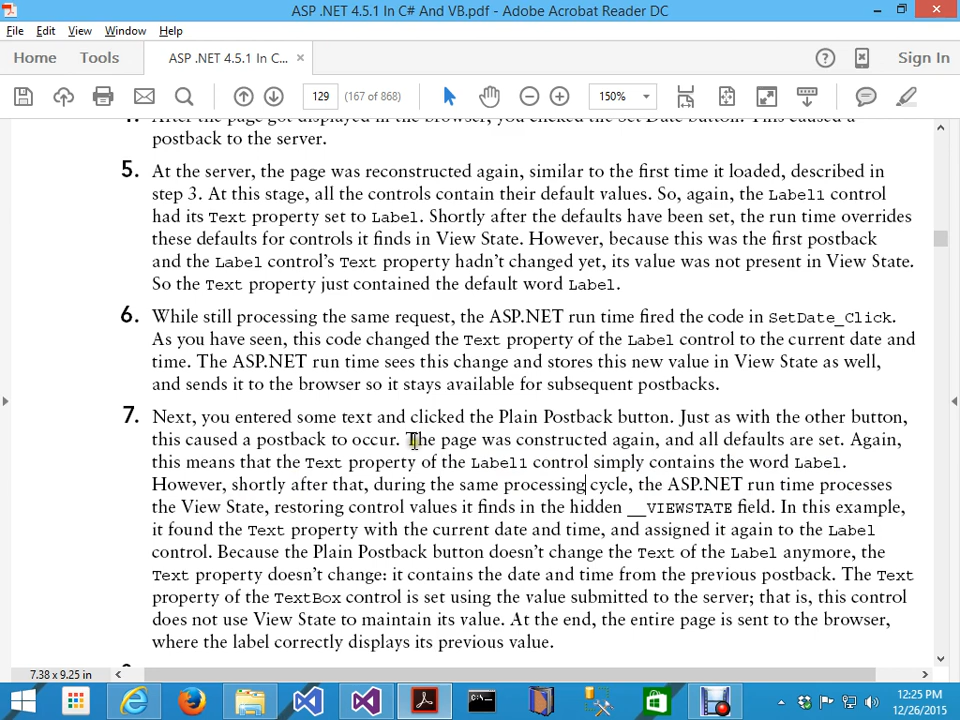 ASP .NET 4.5.1 In C# And VB.pdf - Adobe Acrobat Reader DC
File Edit View Window Help
Home Tools ASP .NET 4.5.1 In C... × Sign In
129 (167 of 868) 150%
After the page got displayed in the browser, you clicked the Set Date button. This caused a
postback to the server.
5. At the server, the page was reconstructed again, similar to the first time it loaded, described in
step 3. At this stage, all the controls contain their default values. So, again, the Label1 control
had its Text property set to Label. Shortly after the defaults have been set, the run time overrides
these defaults for controls it finds in View State. However, because this was the first postback
and the Label control's Text property hadn't changed yet, its value was not present in View State.
So the Text property just contained the default word Label.
6. While still processing the same request, the ASP.NET run time fired the code in SetDate_Click.
As you have seen, this code changed the Text property of the Label control to the current date and
time. The ASP.NET run time sees this change and stores this new value in View State as well,
and sends it to the browser so it stays available for subsequent postbacks.
7. Next, you entered some text and clicked the Plain Postback button. Just as with the other button,
this caused a postback to occur. The page was constructed again, and all defaults are set. Again,
this means that the Text property of the Label1 control simply contains the word Label.
However, shortly after that, during the same processing cycle, the ASP.NET run time processes
the View State, restoring control values it finds in the hidden __VIEWSTATE field. In this example,
it found the Text property with the current date and time, and assigned it again to the Label
control. Because the Plain Postback button doesn't change the Text of the Label anymore, the
Text property doesn't change: it contains the date and time from the previous postback. The Text
property of the TextBox control is set using the value submitted to the server; that is, this control
does not use View State to maintain its value. At the end, the entire page is sent to the browser,
where the label correctly displays its previous value.
7.38 x 9.25 in
12:25 PM
12/26/2015